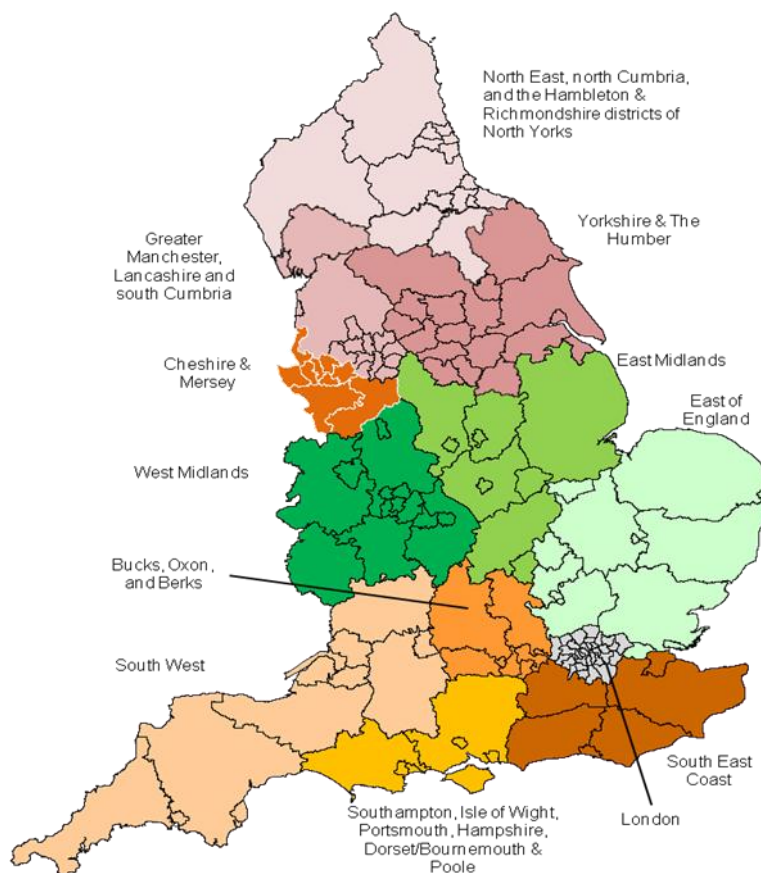 North East, north Cumbria,
and the Hambleton &
Richmondshire districts of
North Yorks
Yorkshire & The
Humber
Greater
Manchester,
Lancashire and
south Cumbria
Cheshire &
Mersey
East Midlands
East of
England
West Midlands
Bucks, Oxon,
and Berks
South West
South East
Coast
London
Southampton, Isle of Wight,
Portsmouth, Hampshire,
Dorset/Bournemouth &
Poole